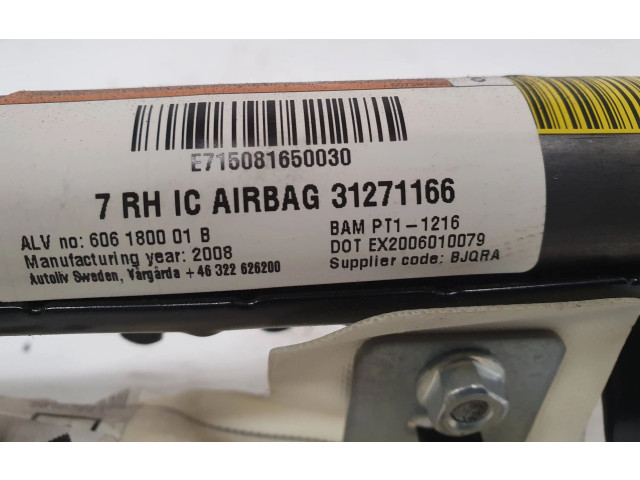 E715081650030
7 RH IC AIRBAG 31271166
ALV no: 606 1800 01 B
Manufacturing year: 2008
Autoliv Sweden, Vårgårda +46 322 626200
BAM PT1-1216
DOT EX2006010079
Supplier code: BJQRA